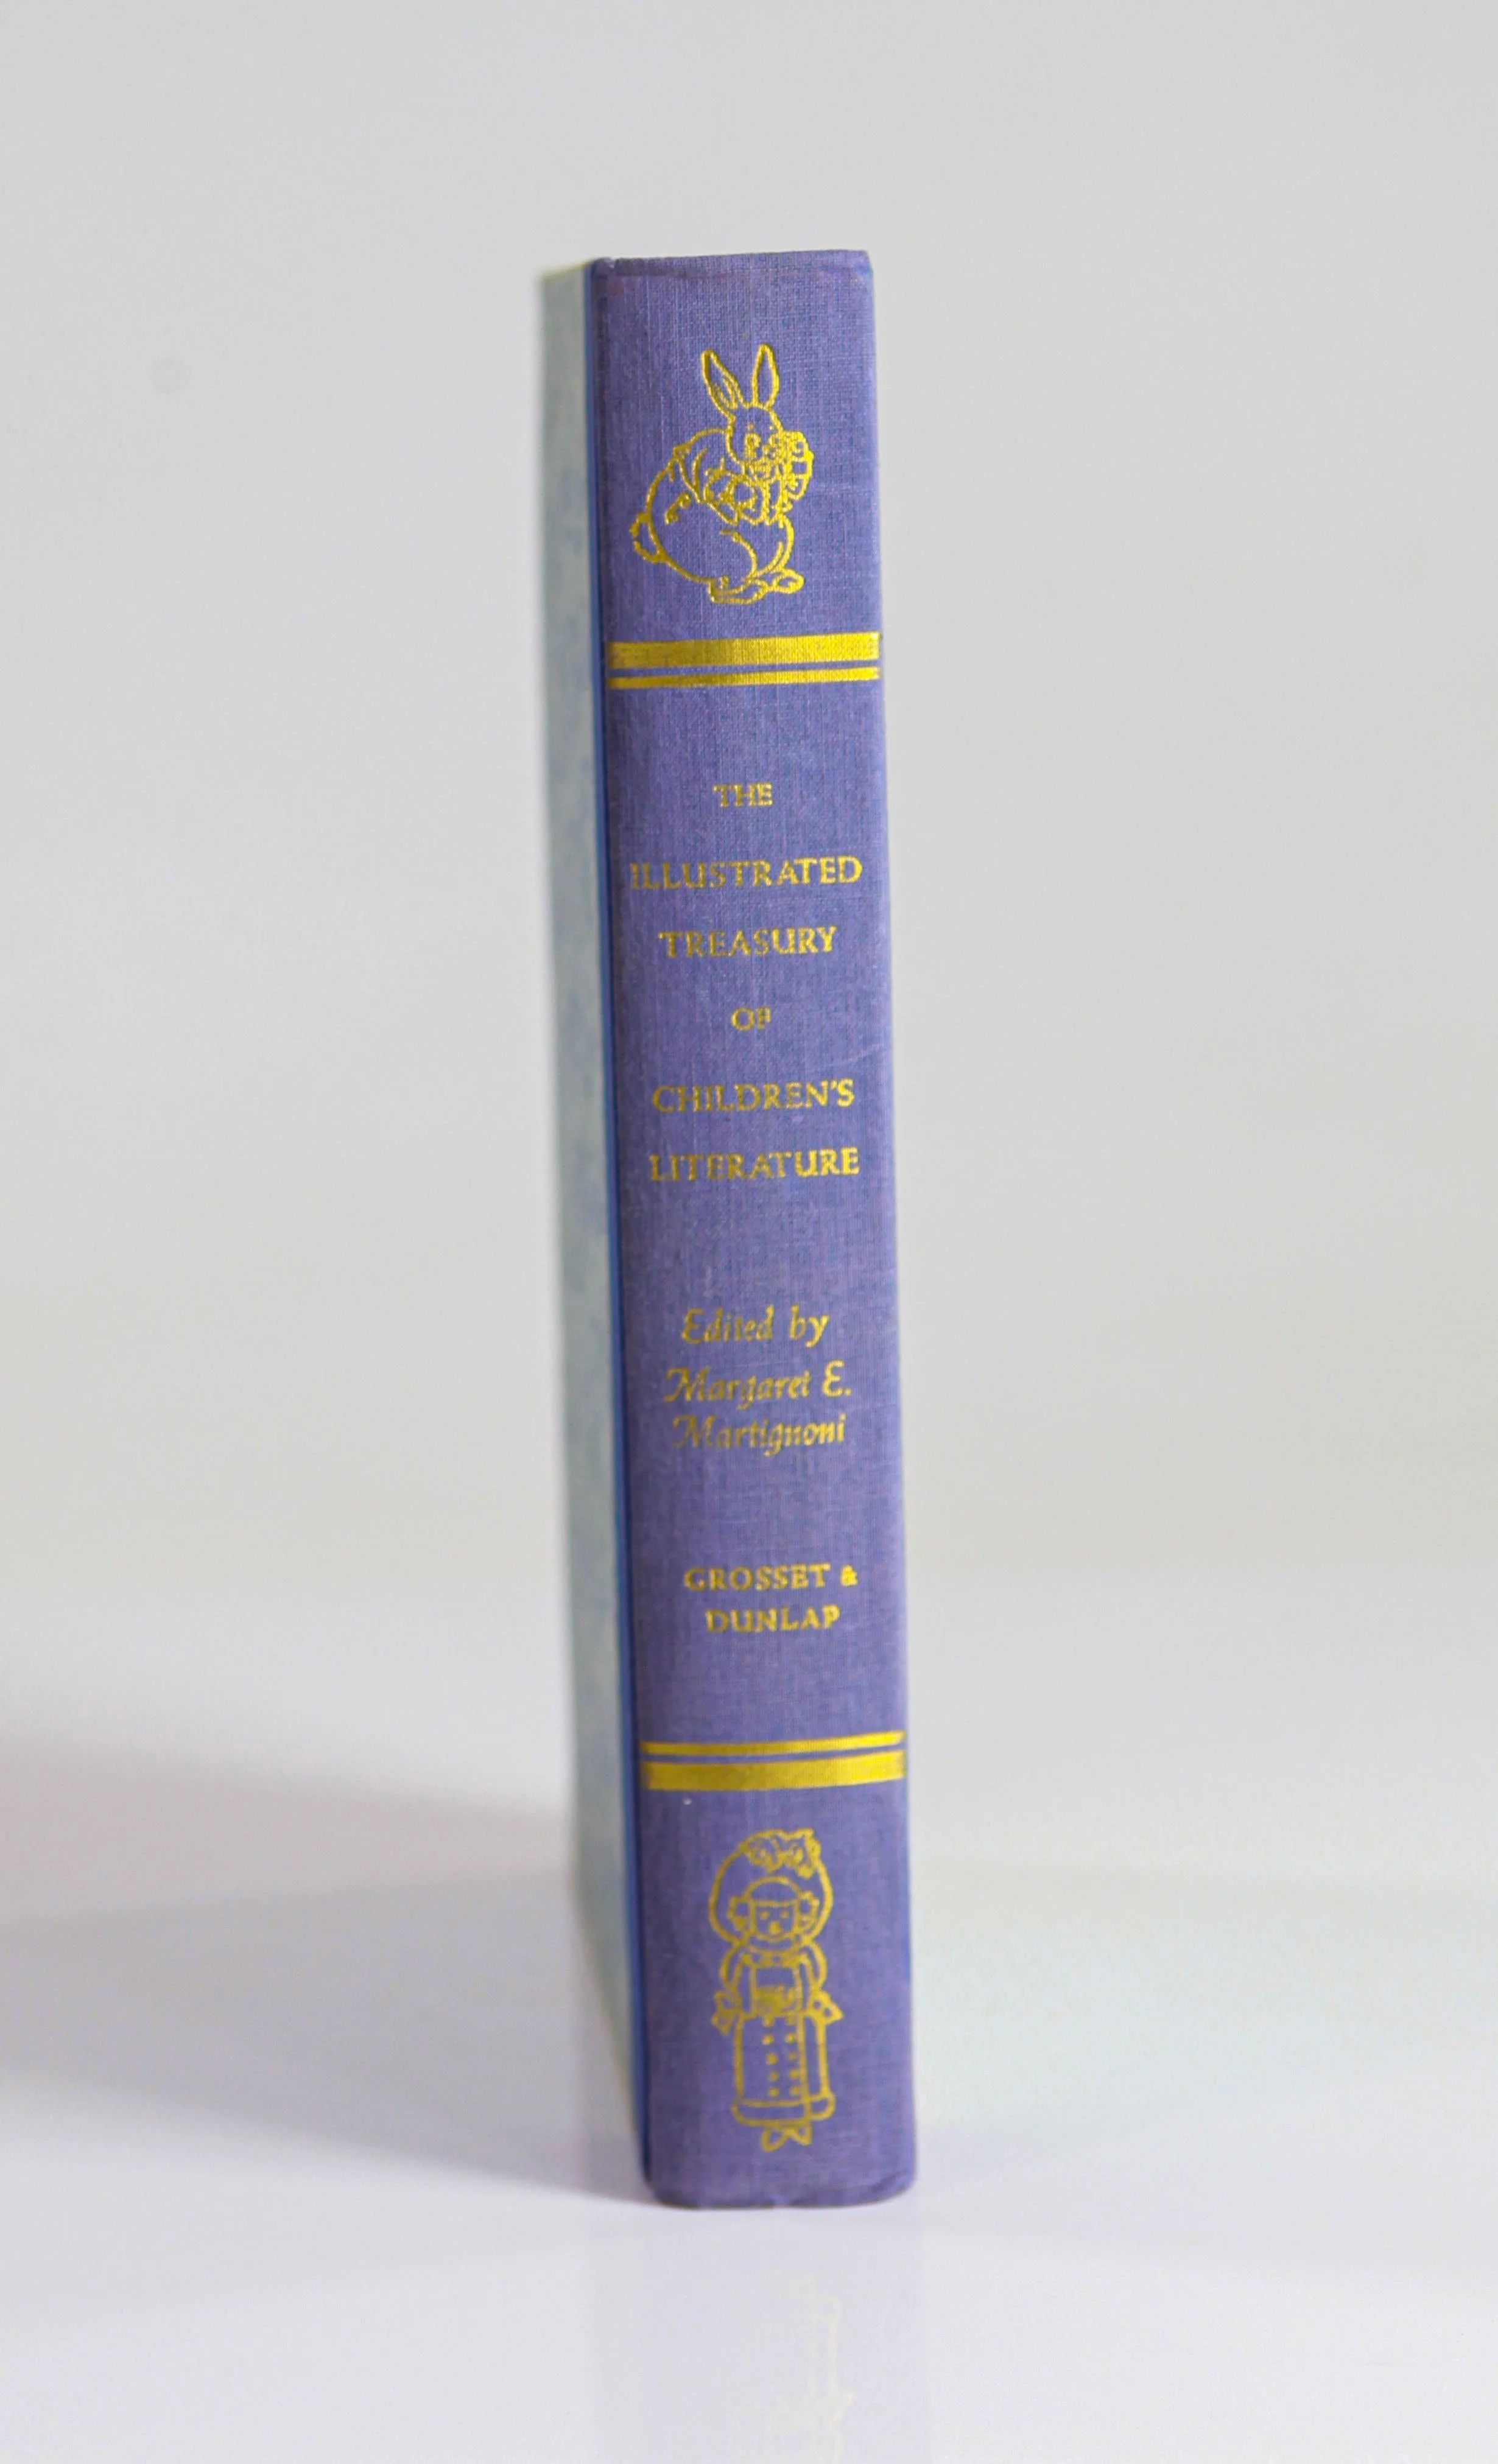 THE
ILLUSTRATED
TREASURY
OF
CHILDREN'S
LITERATURE
Edited by
Margaret E.
Martignoni
GROSSET &
DUNLAP